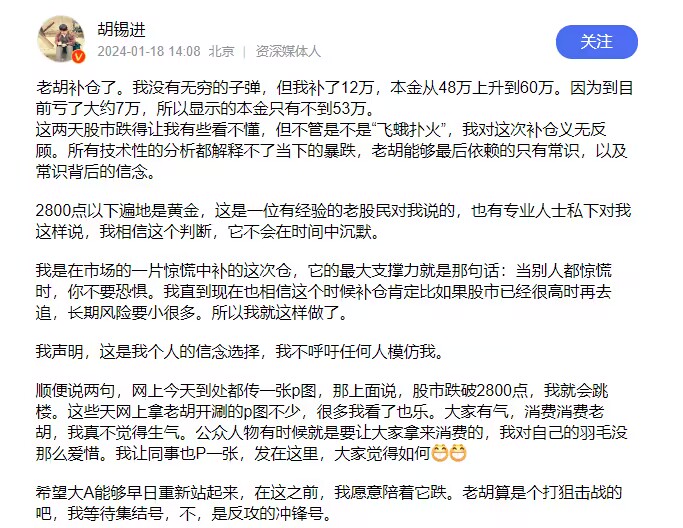 胡锡进
2024-01-18 14:08 北京 | 资深媒体人
关注
老胡补仓了。我没有无穷的子弹，但我补了12万，本金从48万上升到60万。因为到目
前亏了大约7万，所以显示的本金只有不到53万。
这两天股市跌得让我有些看不懂，但不管是不是“飞蛾扑火”，我对这次补仓义无反
顾。所有技术性的分析都解释不了当下的暴跌，老胡能够最后依赖的只有常识，以及
常识背后的信念。
2800点以下遍地是黄金，这是一位有经验的老股民对我说的，也有专业人士私下对我
这样说，我相信这个判断，它不会在时间中沉默。
我是在市场的一片惊慌中补的这次仓，它的最大支撑力就是那句话：当别人都惊慌
时，你不要恐惧。我直到现在也相信这个时候补仓肯定比如果股市已经很高时再去
追，长期风险要小很多。所以我就这样做了。
我声明，这是我个人的信念选择，我不呼吁任何人模仿我。
顺便说两句，网上今天到处都传一张p图，那上面说，股市跌破2800点，我就会跳
楼。这些天网上拿老胡开涮的p图不少，很多我看了也乐。大家有气，消费消费老
胡，我真不觉得生气。公众人物有时候就是要让大家拿来消费的，我对自己的羽毛没
那么爱惜。我让同事也P一张，发在这里，大家觉得如何😁😁
希望大A能够早日重新站起来，在这之前，我愿意陪着它跌。老胡算是个打狙击战的
吧，我等待集结号，不，是反攻的冲锋号。